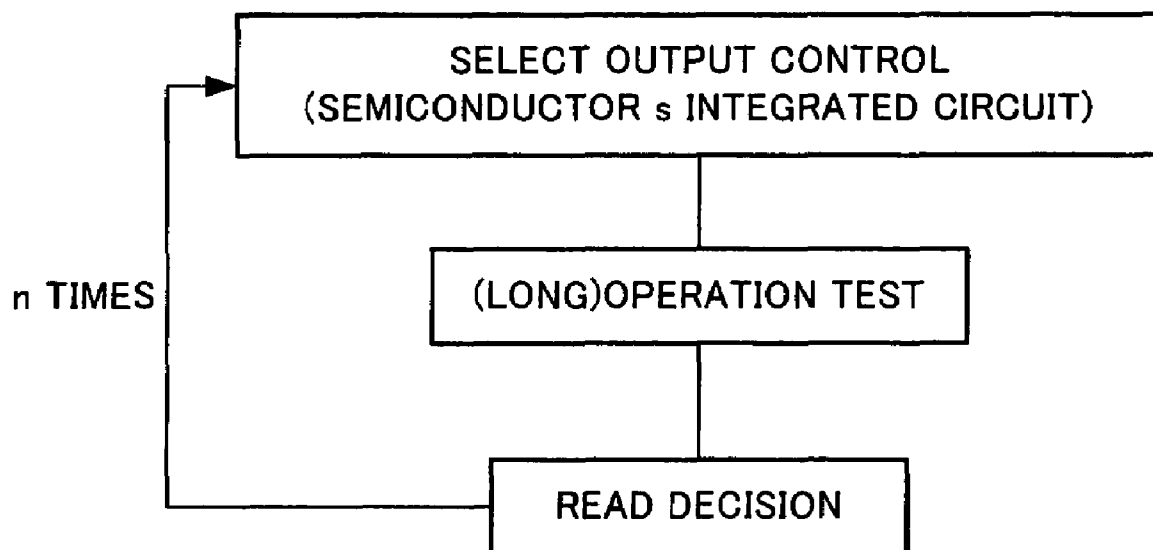 SELECT OUTPUT CONTROL
(SEMICONDUCTOR s INTEGRATED CIRCUIT)
(LONG)OPERATION TEST
n TIMES
READ DECISION